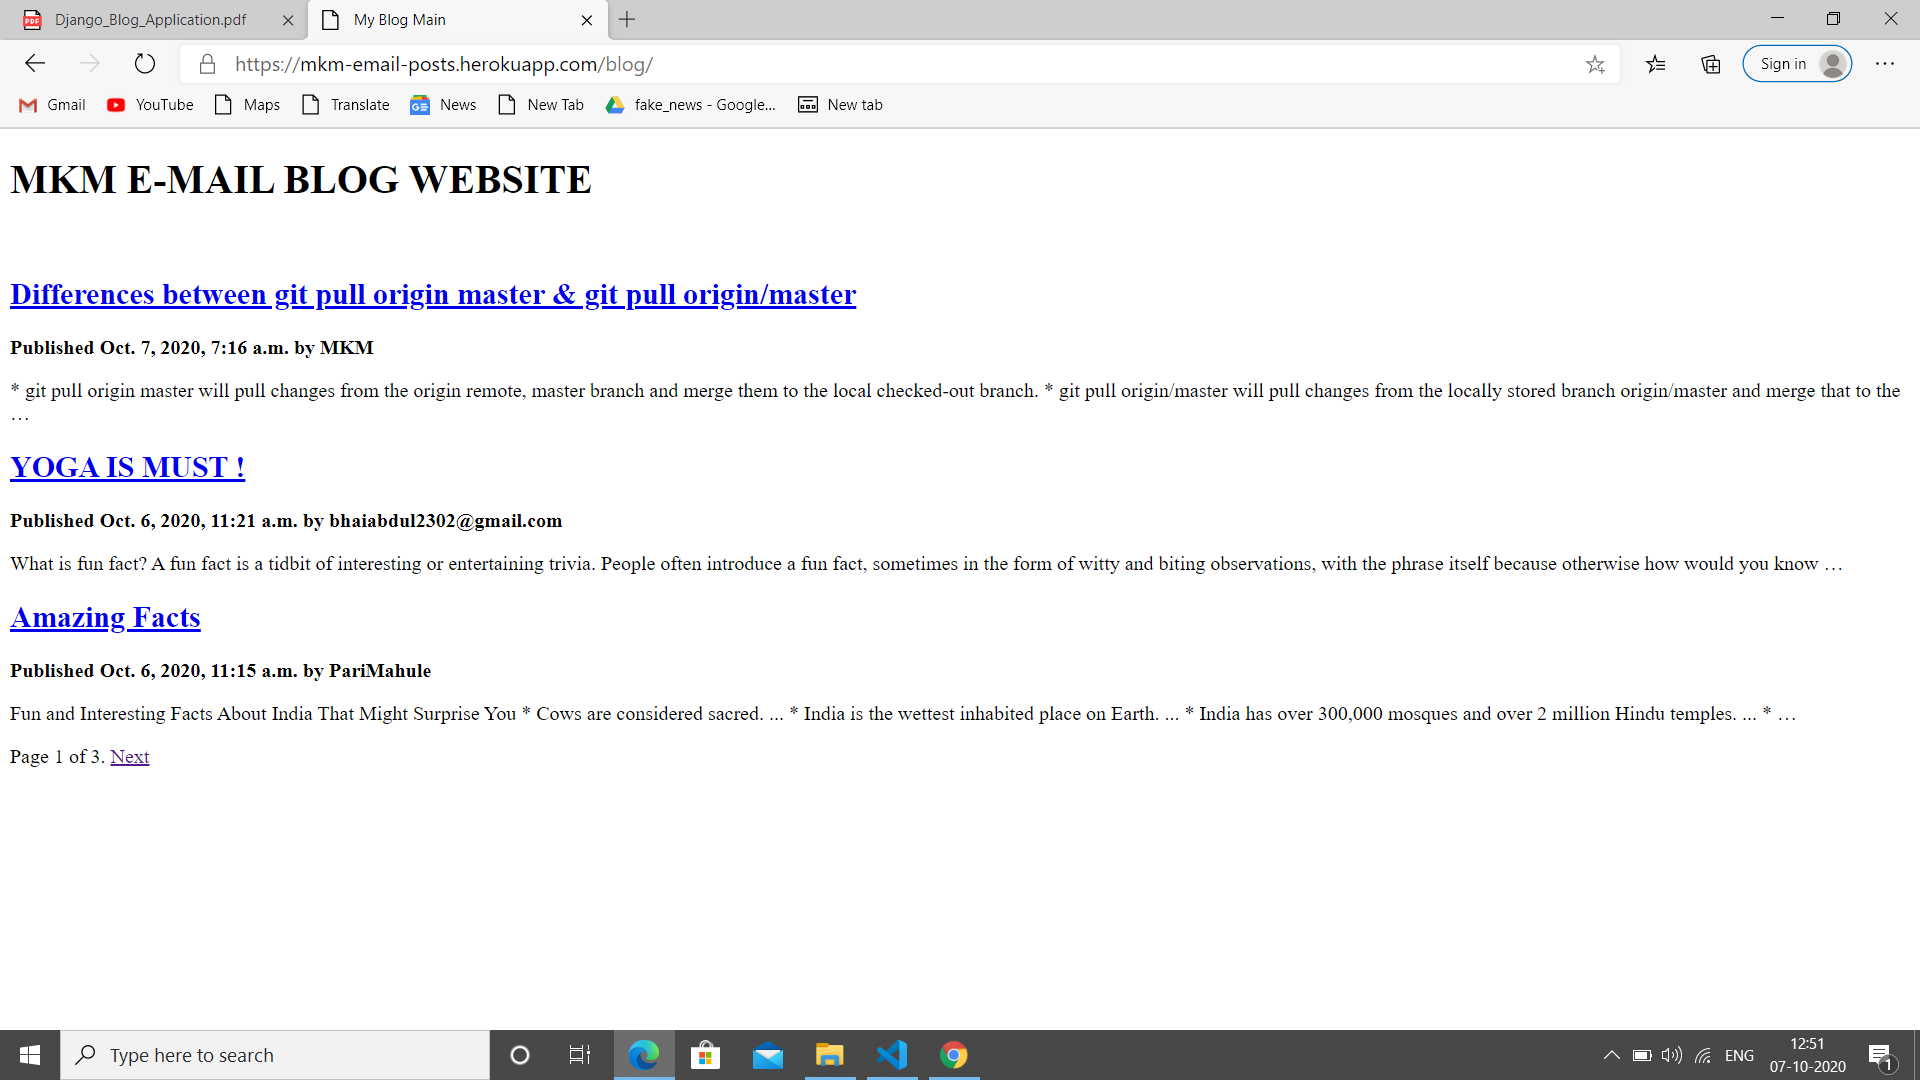 Django_Blog_Application.pdf
My Blog Main
https://mkm-email-posts.herokuapp.com/blog/
Sign in
Gmail
YouTube
Maps
Translate
News
New Tab
fake_news - Google...
New tab
MKM E-MAIL BLOG WEBSITE
Differences between git pull origin master & git pull origin/master
Published Oct. 7, 2020, 7:16 a.m. by MKM
* git pull origin master will pull changes from the origin remote, master branch and merge them to the local checked-out branch. * git pull origin/master will pull changes from the locally stored branch origin/master and merge that to the
…
YOGA IS MUST !
Published Oct. 6, 2020, 11:21 a.m. by bhaiabdul2302@gmail.com
What is fun fact? A fun fact is a tidbit of interesting or entertaining trivia. People often introduce a fun fact, sometimes in the form of witty and biting observations, with the phrase itself because otherwise how would you know …
Amazing Facts
Published Oct. 6, 2020, 11:15 a.m. by PariMahule
Fun and Interesting Facts About India That Might Surprise You * Cows are considered sacred. ... * India is the wettest inhabited place on Earth. ... * India has over 300,000 mosques and over 2 million Hindu temples. ... * …
Page 1 of 3. Next
Type here to search
ENG
12:51
07-10-2020
1